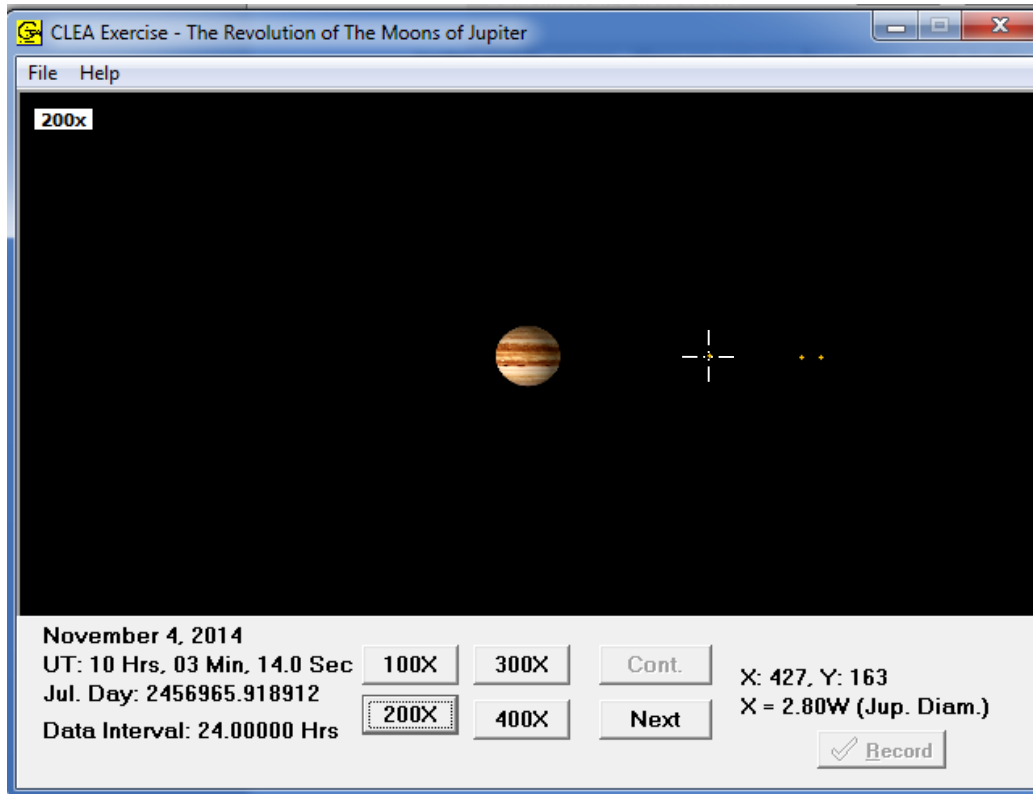 CLEA Exercise - The Revolution of The Moons of Jupiter
File Help
200x
November 4, 2014
UT: 10 Hrs, 03 Min, 14.0 Sec
Jul. Day: 2456965.918912
Data Interval: 24.00000 Hrs
100X 300X Cont.
200X 400X Next
X: 427, Y: 163
X = 2.80W (Jup. Diam.)
Record